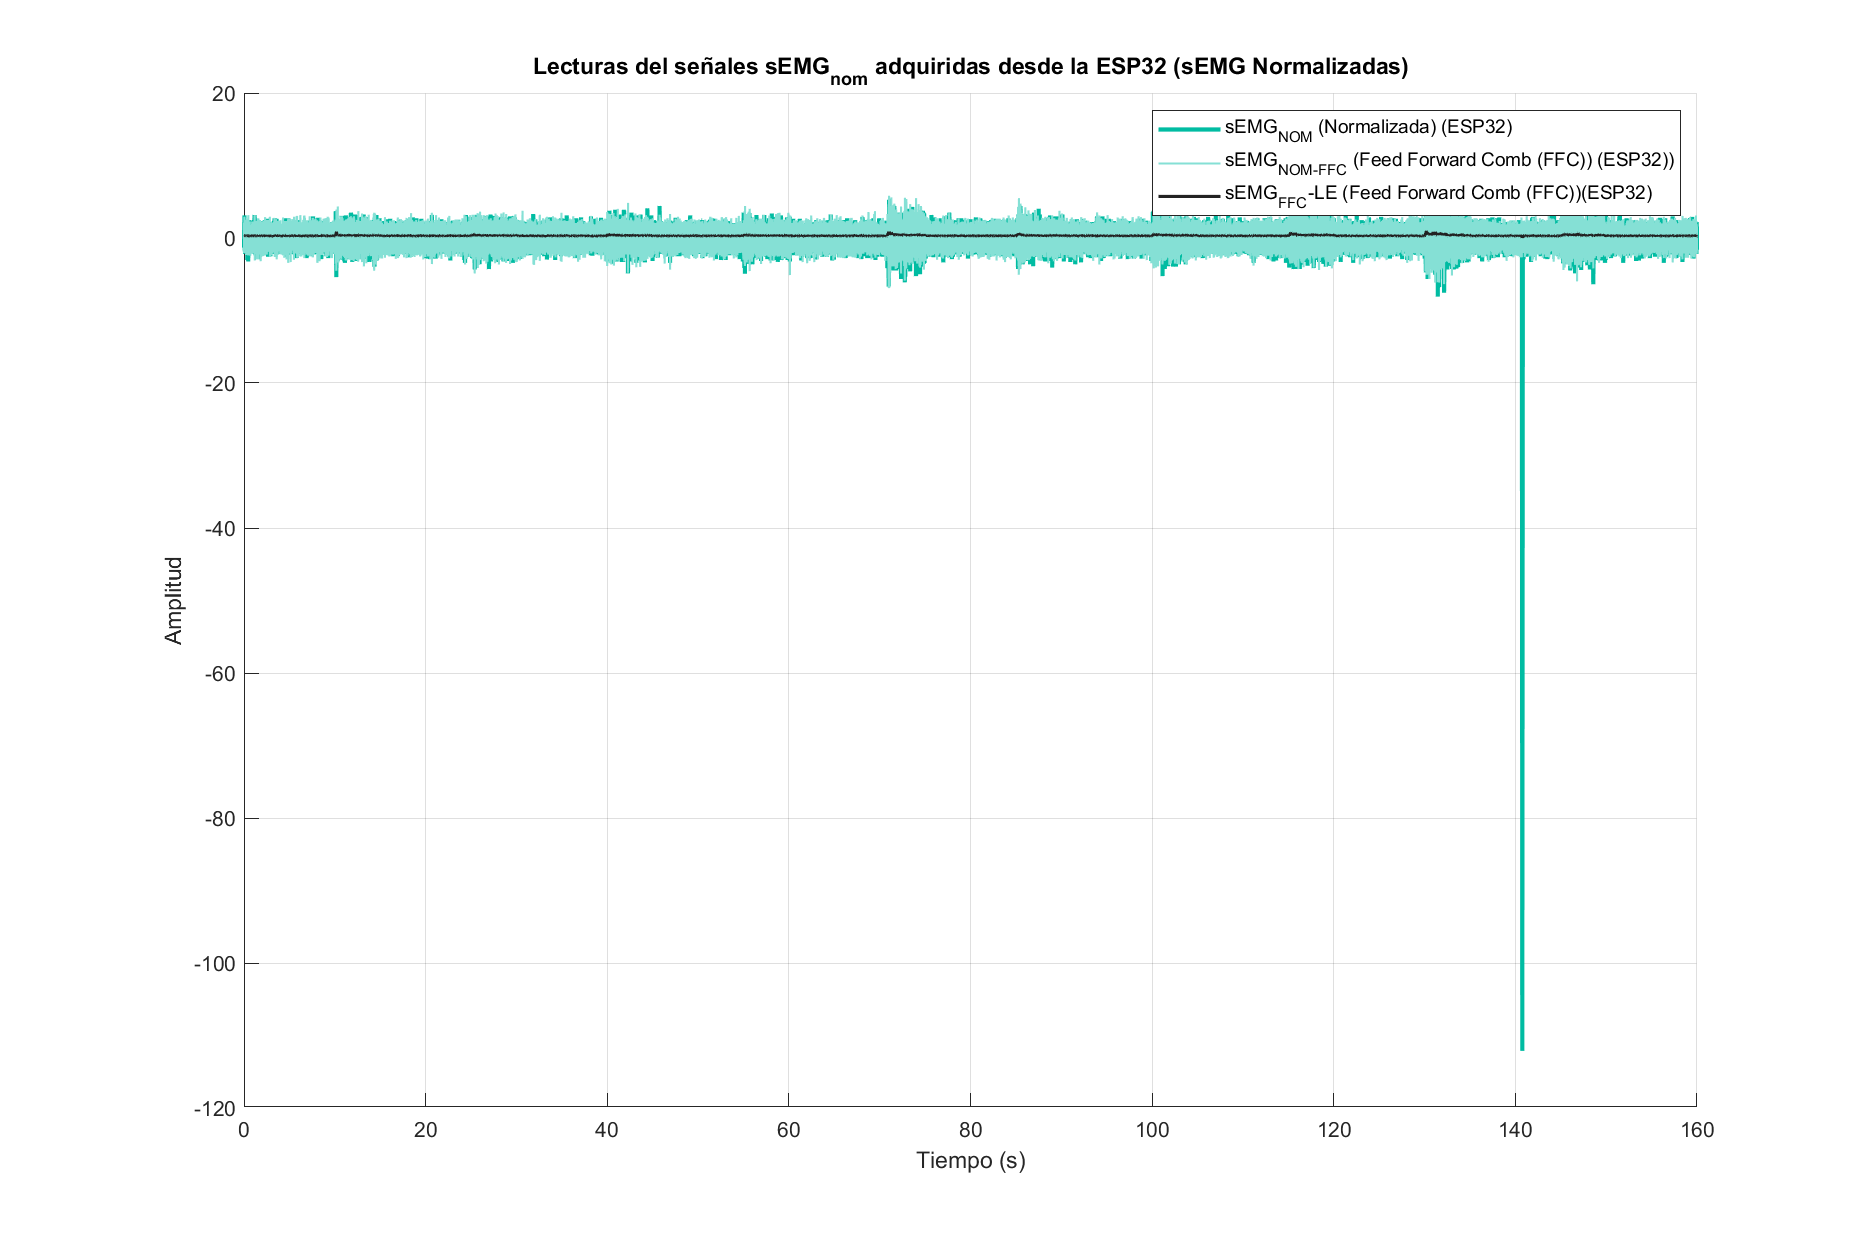 Lecturas del señales sEMGnom adquiridas desde la ESP32 (sEMG Normalizadas)
sEMGNOM (Normalizada) (ESP32)
sEMGNOM-FFC (Feed Forward Comb (FFC)) (ESP32))
sEMGFFC-LE (Feed Forward Comb (FFC))(ESP32)
20
0
-20
-40
-60
-80
-100
-120
Amplitud
0 20 40 60 80 100 120 140 160
Tiempo (s)